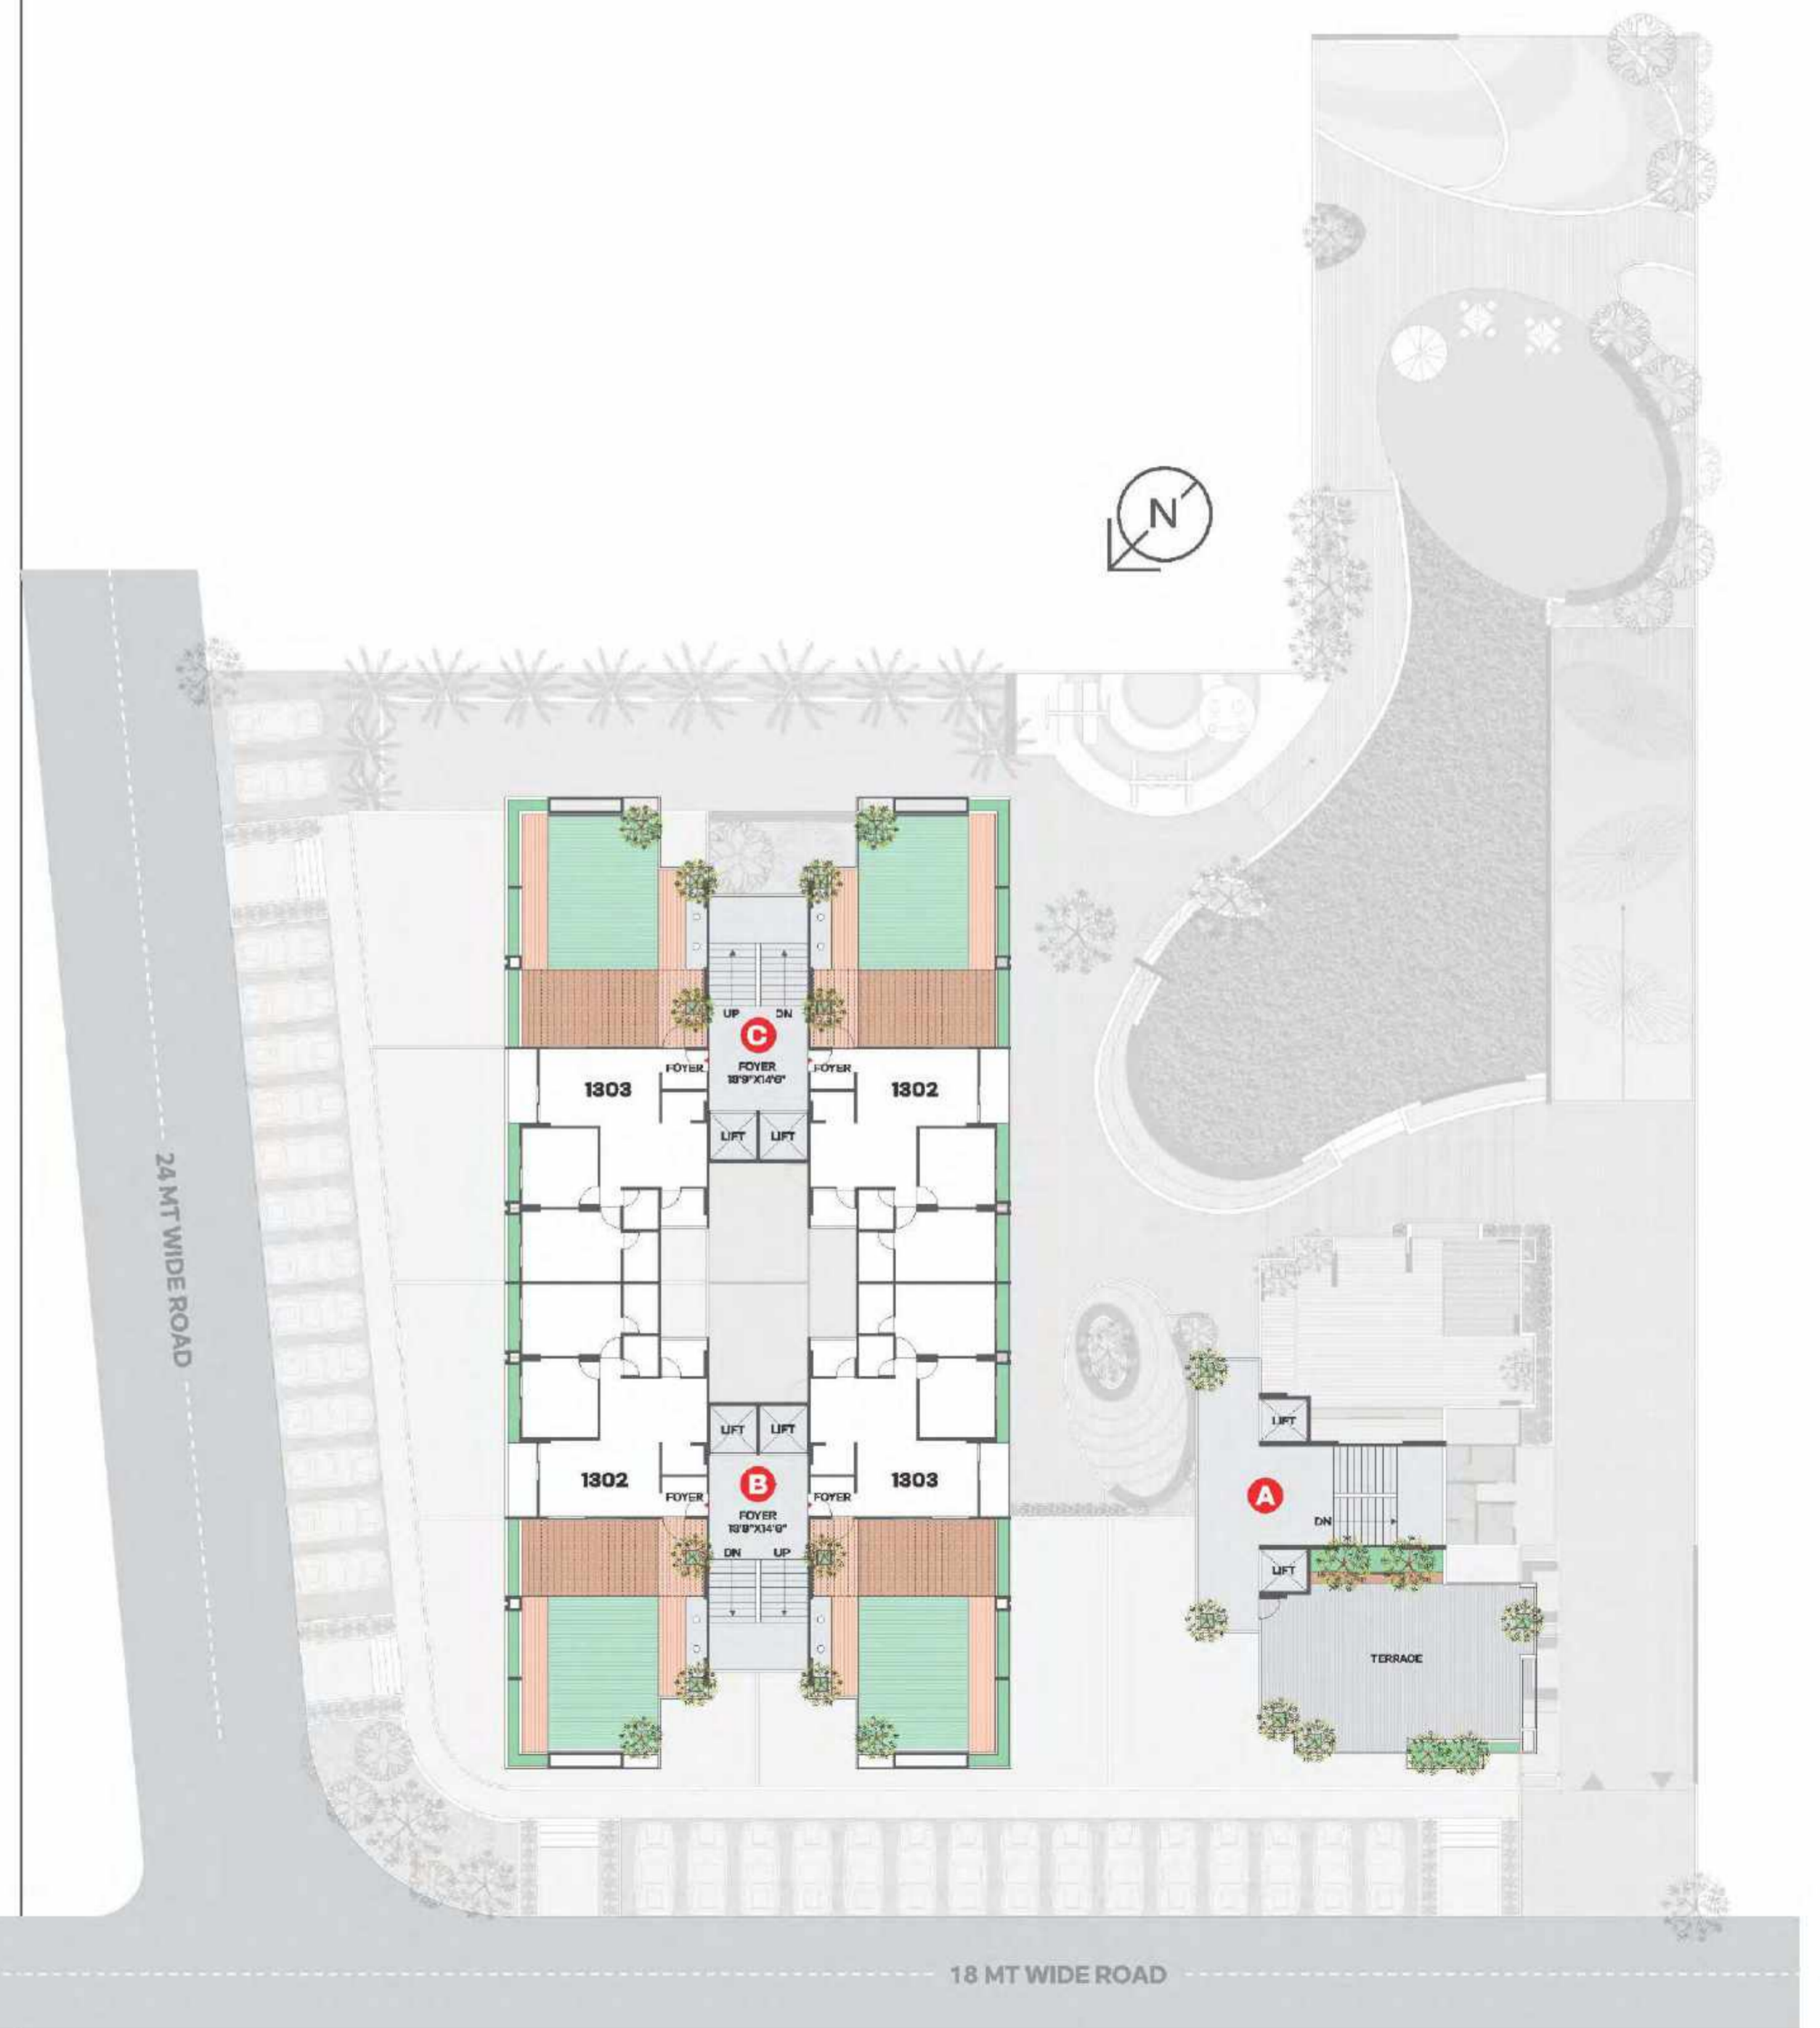 N
UP DN
C
FOYER FOYER FOYER
18'9"X14'6"
1303 1302
LIFT LIFT
24 MT WIDE ROAD
LIFT LIFT
LIFT
1302 B 1303
FOYER FOYER
A
FOYER
18'9"X14'6"
DN
DN UP
LIFT
TERRACE
18 MT WIDE ROAD